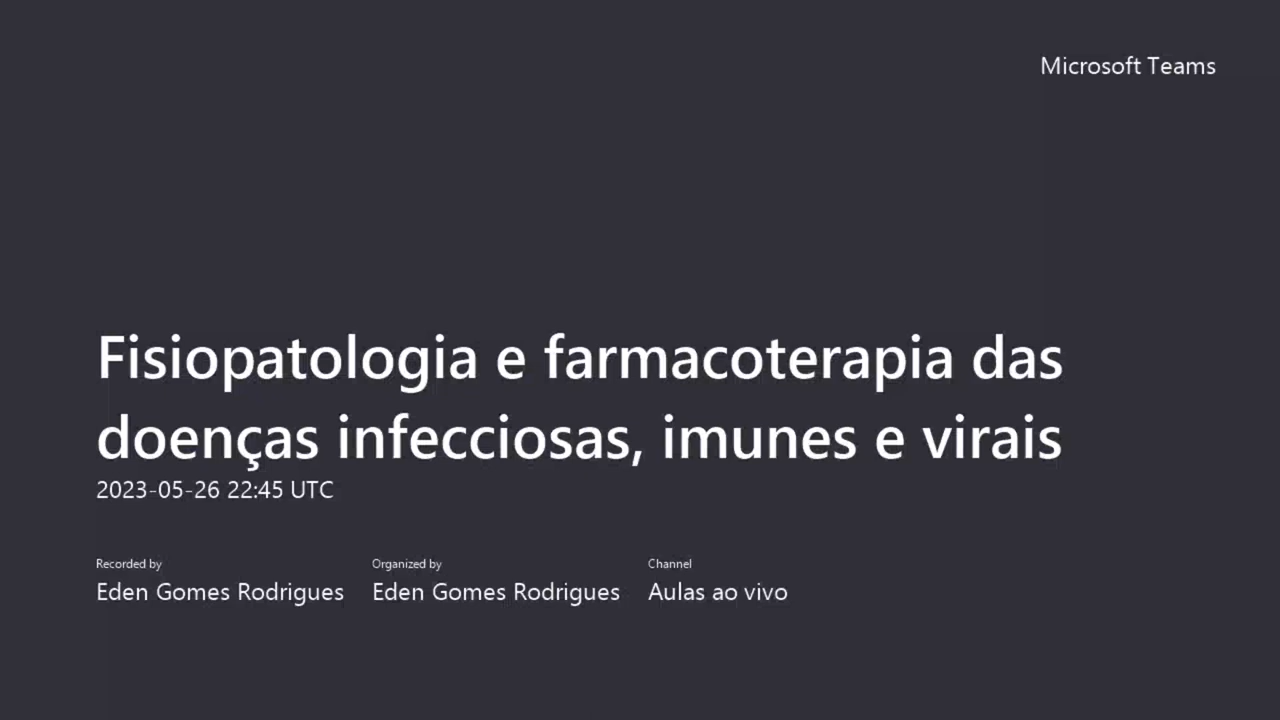 Microsoft Teams
Fisiopatologia e farmacoterapia das
doenças infecciosas, imunes e virais
2023-05-26 22:45 UTC
Recorded by
Eden Gomes Rodrigues
Organized by
Eden Gomes Rodrigues
Channel
Aulas ao vivo